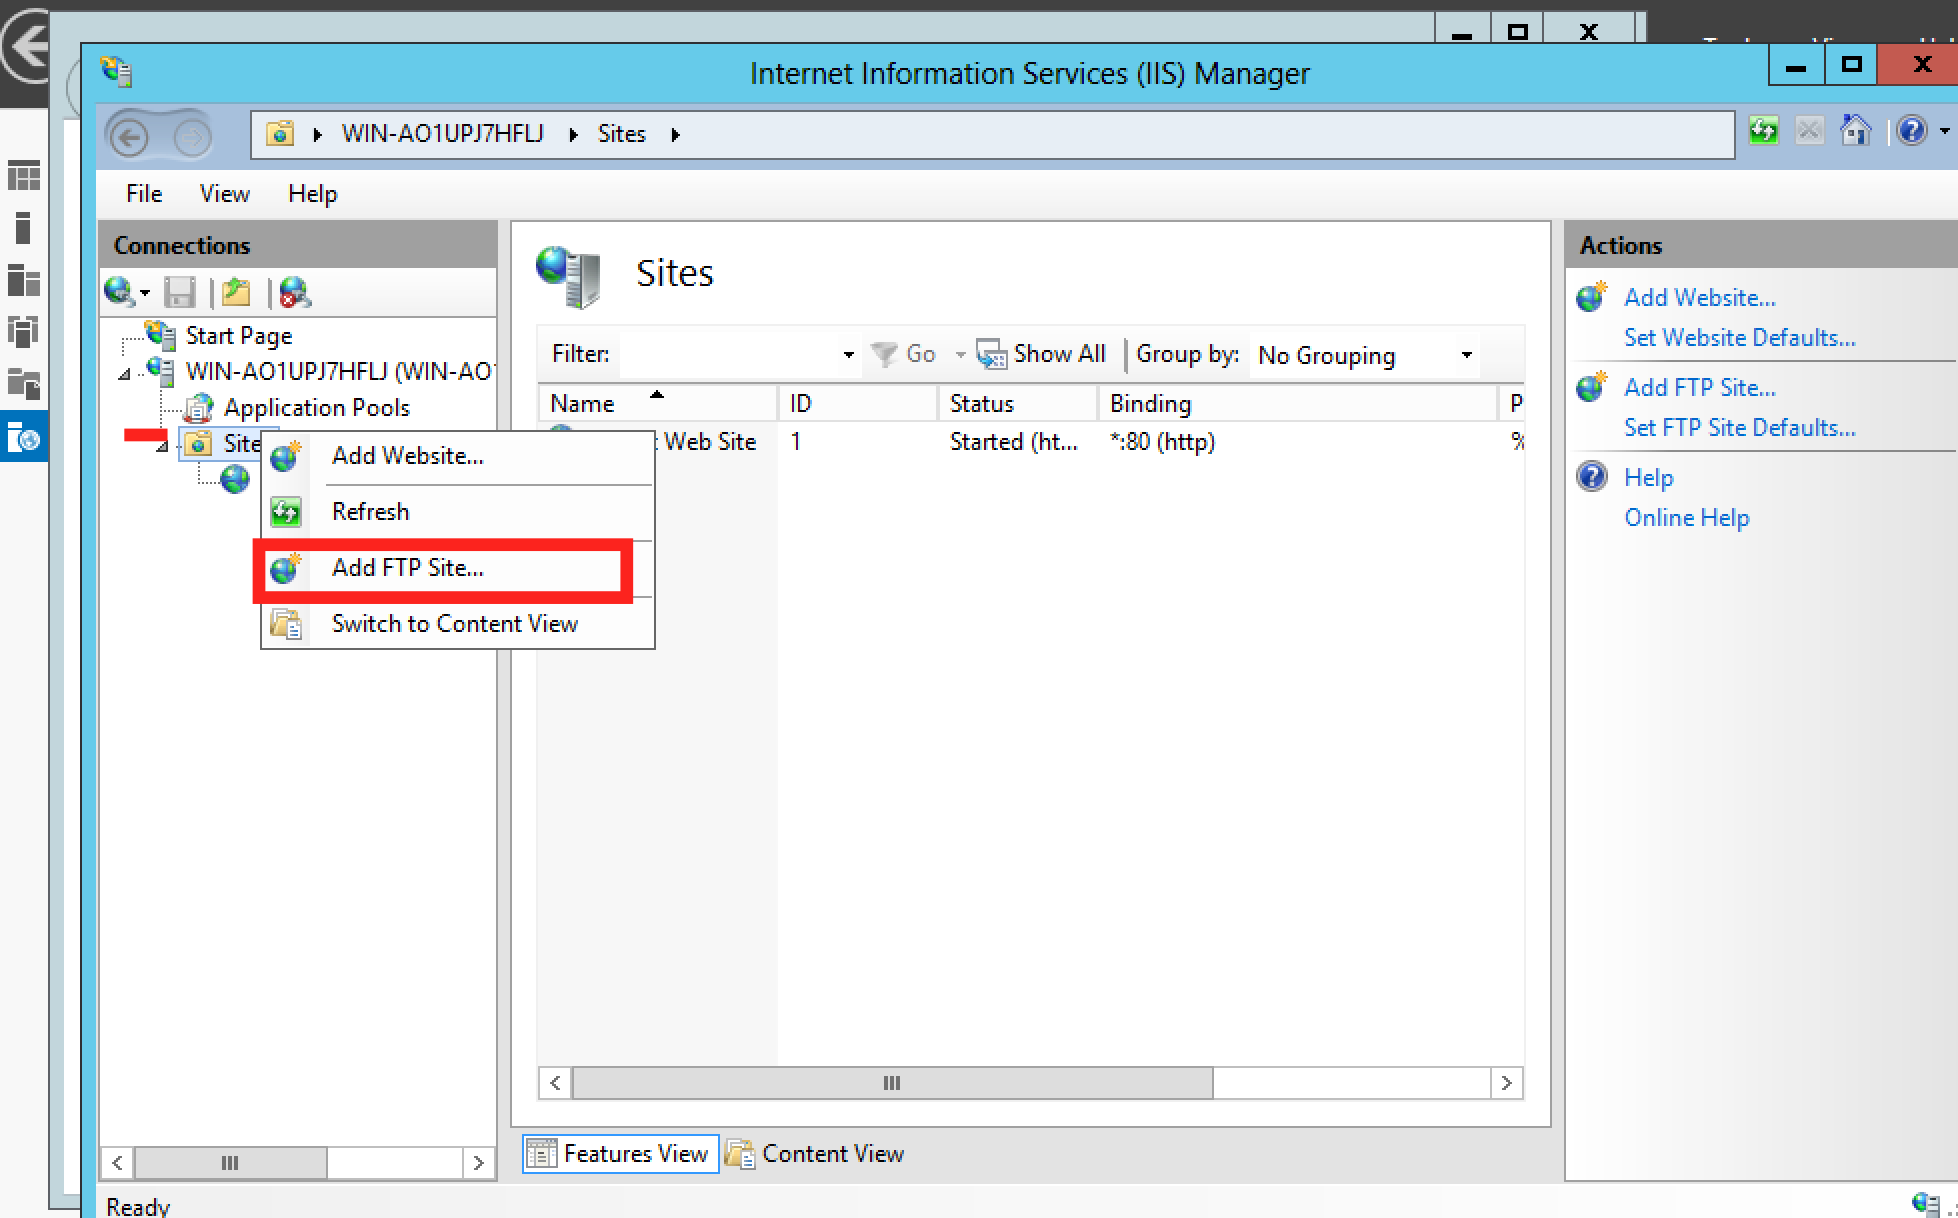 Internet Information Services (IIS) Manager
WIN-AO1UPJ7HFLJ Sites
File View Help
Connections
Start Page
WIN-AO1UPJ7HFLJ (WIN-AO
Application Pools
Site
Add Website...
Refresh
Add FTP Site...
Switch to Content View
Sites
Filter: Go Show All Group by: No Grouping
Name ID Status Binding P
Web Site 1 Started (ht... *:80 (http) %
Features View Content View
Actions
Add Website...
Set Website Defaults...
Add FTP Site...
Set FTP Site Defaults...
Help
Online Help
Ready